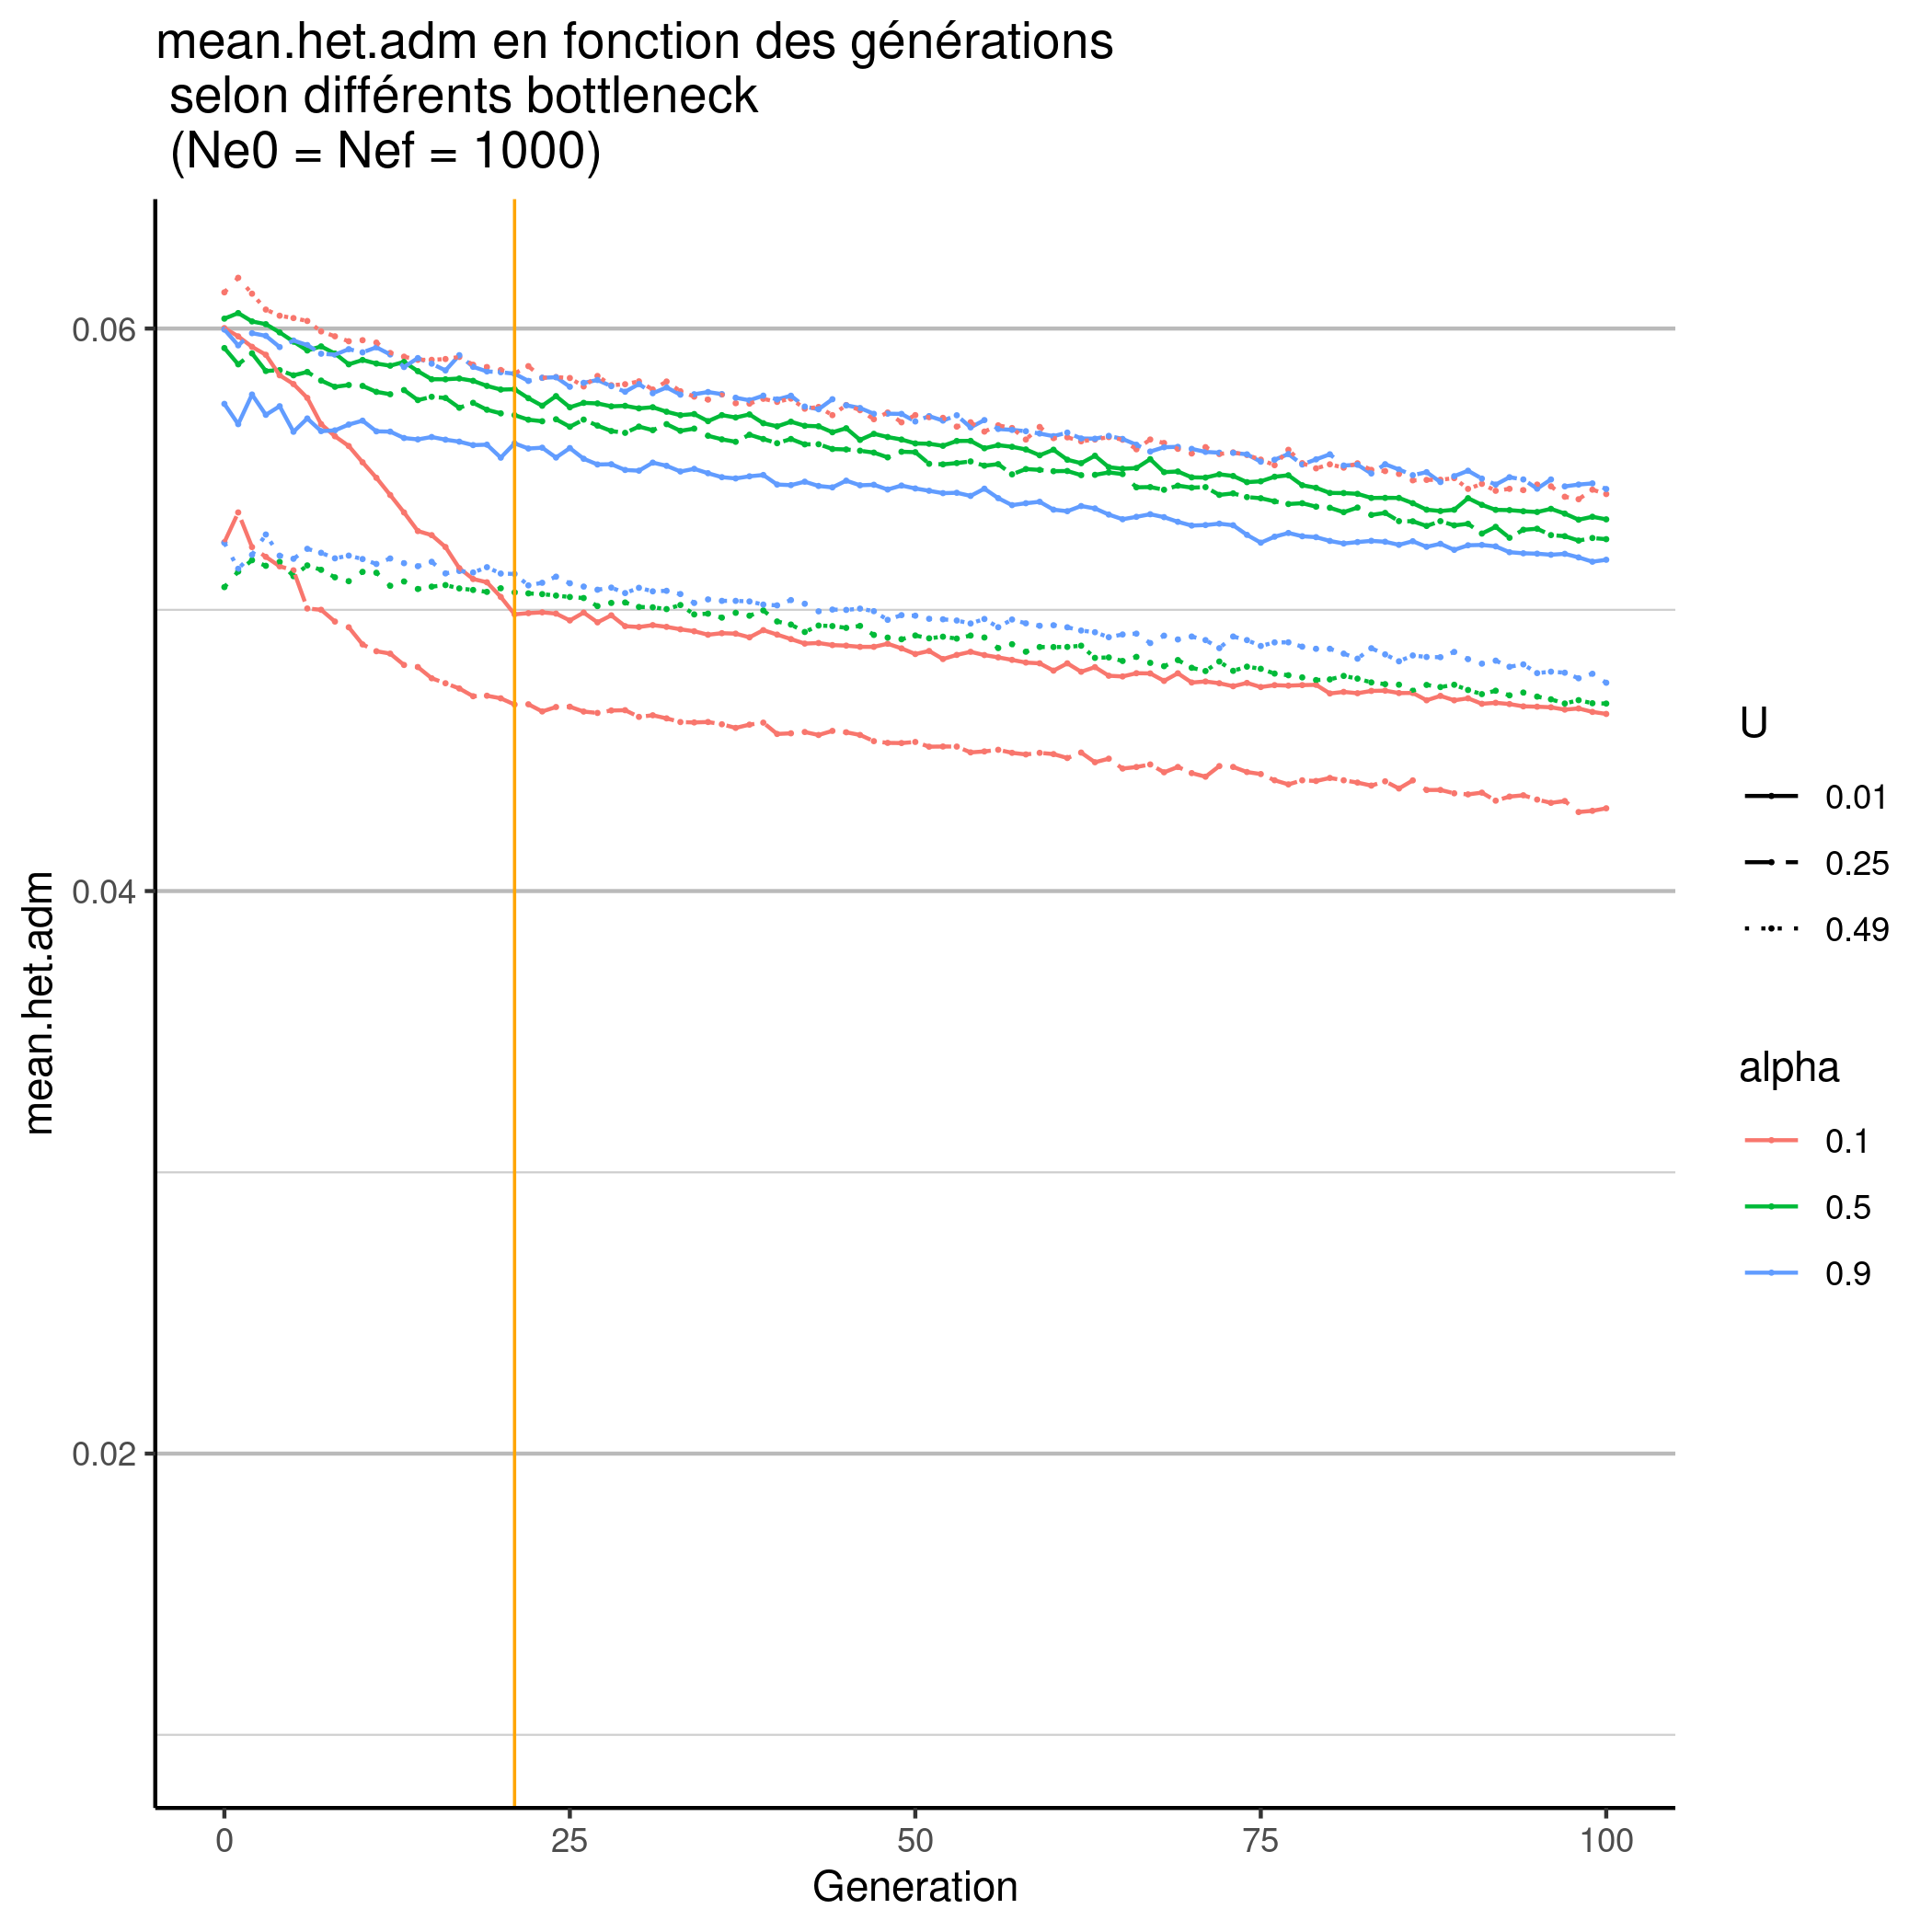 mean.het.adm en fonction des générations
selon différents bottleneck
(Ne0 = Nef = 1000)
mean.het.adm
0.06
0.04
0.02
0
25
50
75
100
Generation
U
0.01
0.25
0.49
alpha
0.1
0.5
0.9